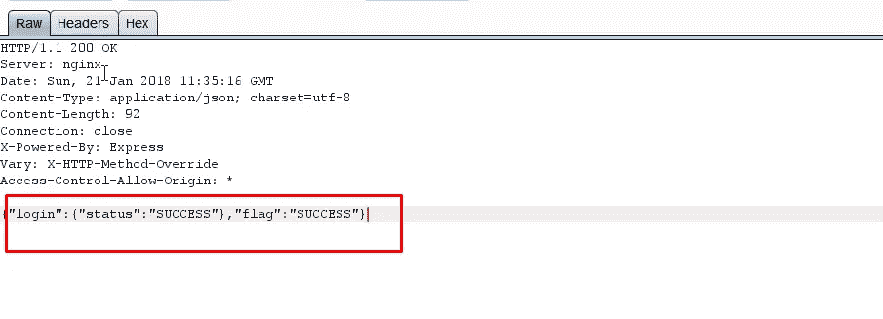 Raw Headers Hex
HTTP/1.1 200 OK
Server: nginx
Date: Sun, 21 Jan 2018 11:35:16 GMT
Content-Type: application/json; charset=utf-8
Content-Length: 92
Connection: close
X-Powered-By: Express
Vary: X-HTTP-Method-Override
Access-Control-Allow-Origin: *
{"login":{"status":"SUCCESS"},"flag":"SUCCESS"}